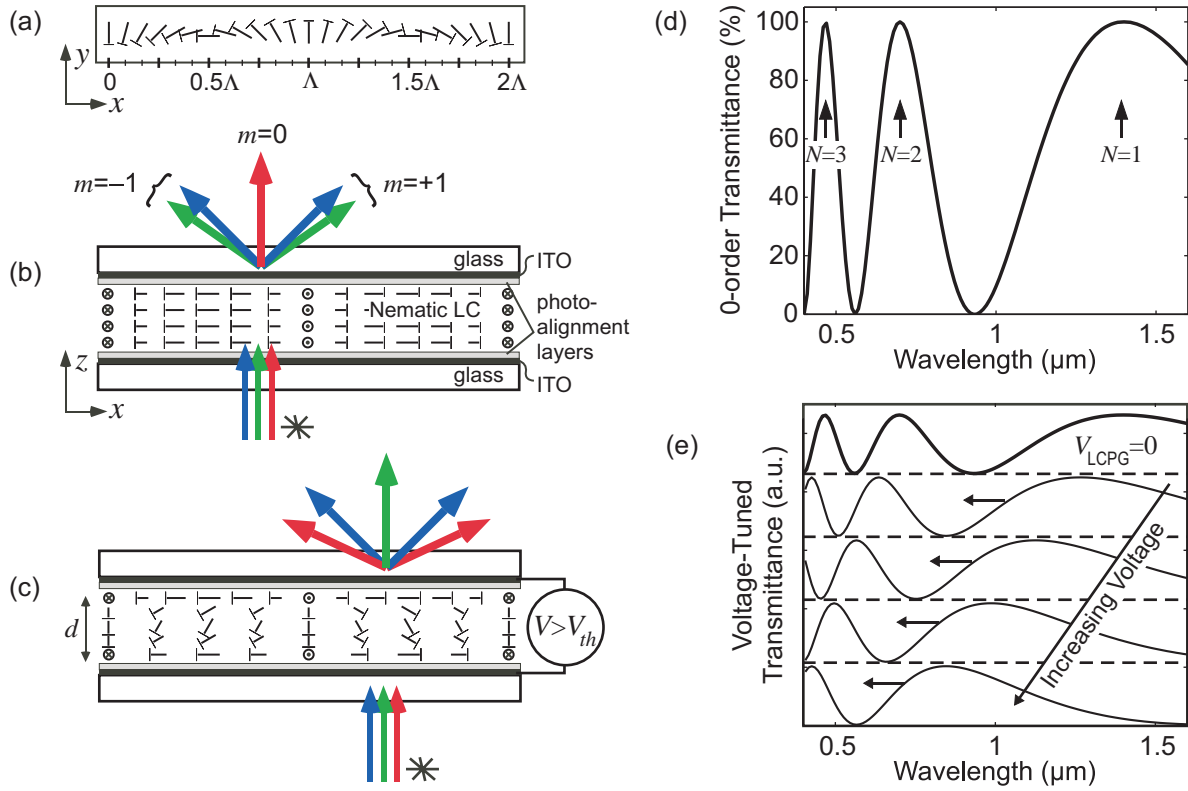 (a)
y
x
0
0.5Λ
Λ
1.5Λ
2Λ
m=0
m=−1
m=+1
(b)
glass
ITO
Nematic LC
photo-
alignment
layers
glass
ITO
z
x
(c)
d
V>Vth
(d)
0-order Transmittance (%)
100
80
60
40
20
0
N=3
N=2
N=1
0.5
1
1.5
Wavelength (μm)
(e)
Voltage-Tuned
Transmittance (a.u.)
VLCPG=0
Increasing Voltage
0.5
1
1.5
Wavelength (μm)